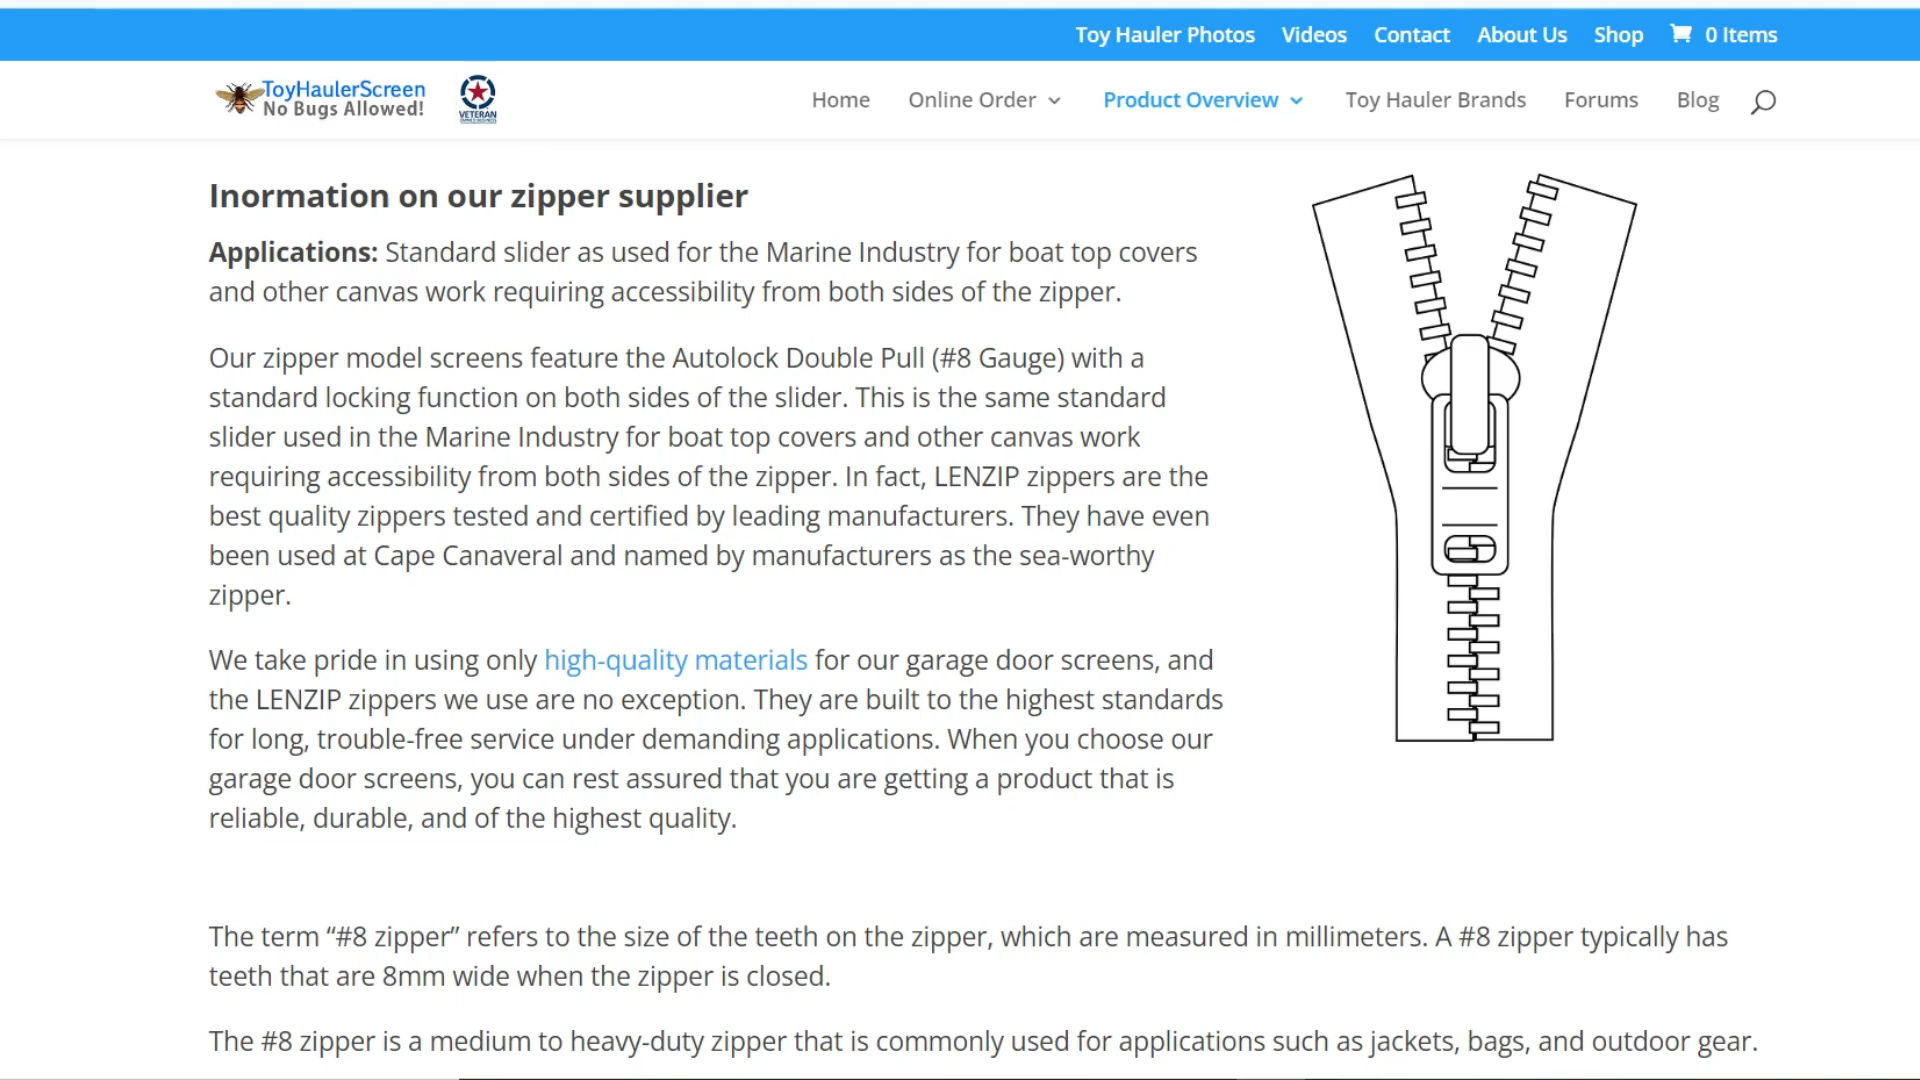 Toy Hauler Photos Videos Contact About Us Shop 0 Items
ToyHaulerScreen
No Bugs Allowed!
VETERAN
Home Online Order Product Overview Toy Hauler Brands Forums Blog
Inormation on our zipper supplier
Applications: Standard slider as used for the Marine Industry for boat top covers
and other canvas work requiring accessibility from both sides of the zipper.
Our zipper model screens feature the Autolock Double Pull (#8 Gauge) with a
standard locking function on both sides of the slider. This is the same standard
slider used in the Marine Industry for boat top covers and other canvas work
requiring accessibility from both sides of the zipper. In fact, LENZIP zippers are the
best quality zippers tested and certified by leading manufacturers. They have even
been used at Cape Canaveral and named by manufacturers as the sea-worthy
zipper.
We take pride in using only high-quality materials for our garage door screens, and
the LENZIP zippers we use are no exception. They are built to the highest standards
for long, trouble-free service under demanding applications. When you choose our
garage door screens, you can rest assured that you are getting a product that is
reliable, durable, and of the highest quality.
The term “#8 zipper” refers to the size of the teeth on the zipper, which are measured in millimeters. A #8 zipper typically has
teeth that are 8mm wide when the zipper is closed.
The #8 zipper is a medium to heavy-duty zipper that is commonly used for applications such as jackets, bags, and outdoor gear.